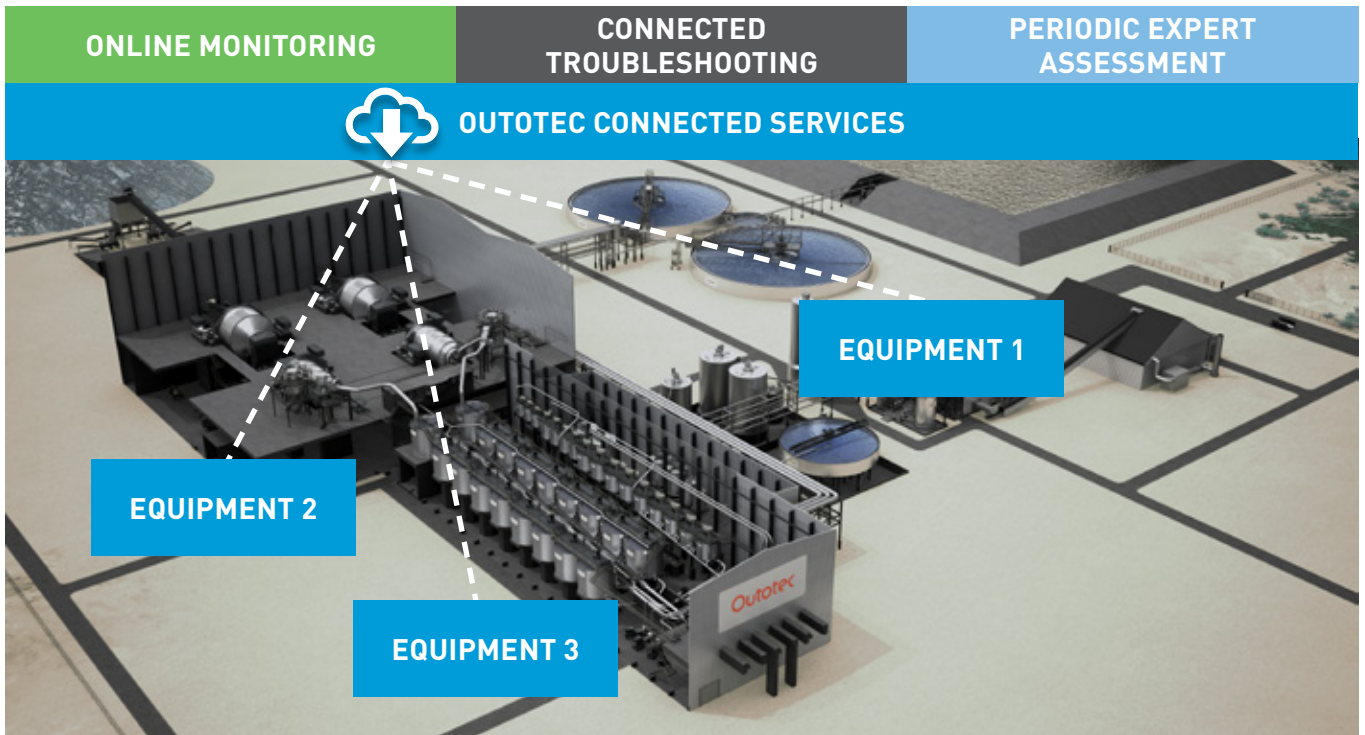 ONLINE MONITORING
CONNECTED
TROUBLESHOOTING
PERIODIC EXPERT
ASSESSMENT
OUTOTEC CONNECTED SERVICES
EQUIPMENT 1
EQUIPMENT 2
EQUIPMENT 3
Outotec